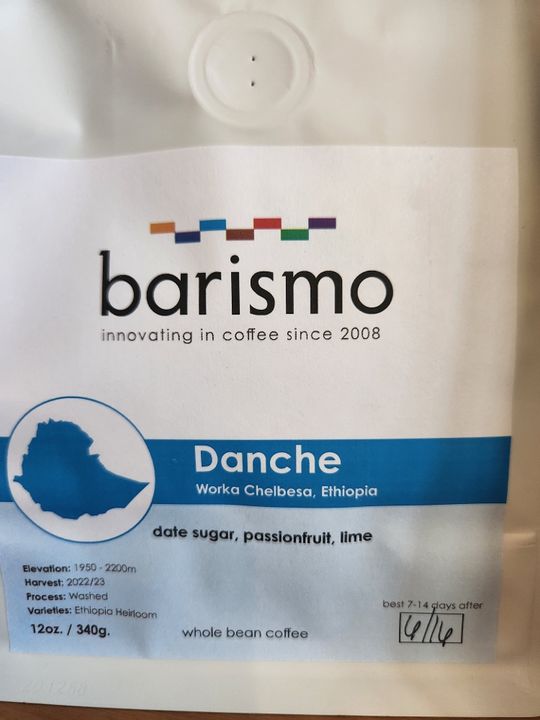 barismo
innovating in coffee since 2008
Danche
Worka Chelbesa, Ethiopia
date sugar, passionfruit, lime
Elevation: 1950 - 2200m
Harvest: 2022/23
Process: Washed
Varieties: Ethiopia Heirloom
12oz. / 340g.
whole bean coffee
best 7-14 days after
6/16